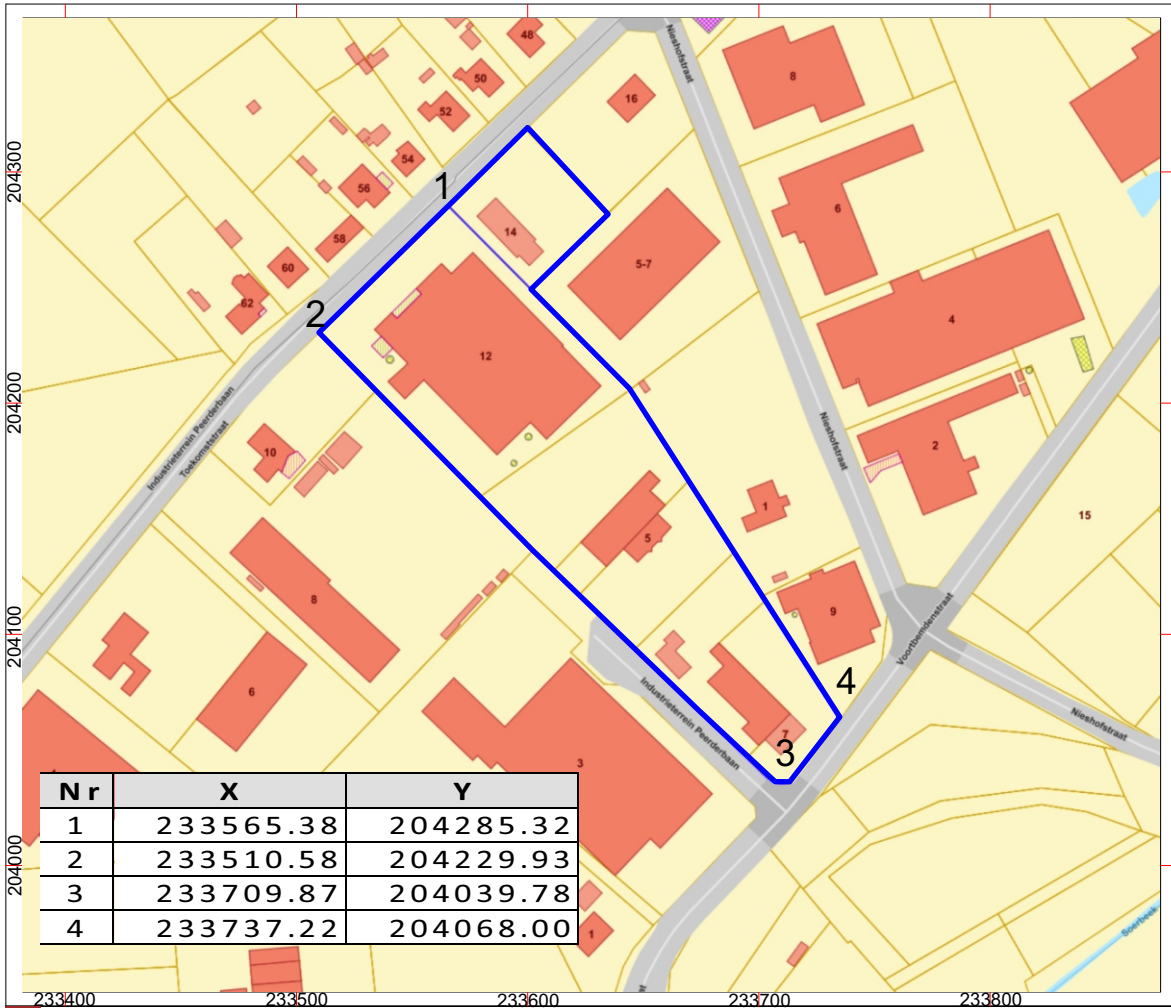 48
Nieshofstraat
50
8
16
52
204300
54
1
56
6
14
58
5-7
60
2
62
4
12
204200
Industrieterrein Peerderbaan
Toekomststraat
10
Nieshofstraat
2
1
15
5
8
9
204100
Voortbemdenstraat
4
Industrieterrein Peerderbaan
6
7
Nieshofstraat
3
3
Nr X Y
1 233565.38 204285.32
2 233510.58 204229.93
3 233709.87 204039.78
4 233737.22 204068.00
204000
1
Soerbeek
233400 233500 233600 233700 233800